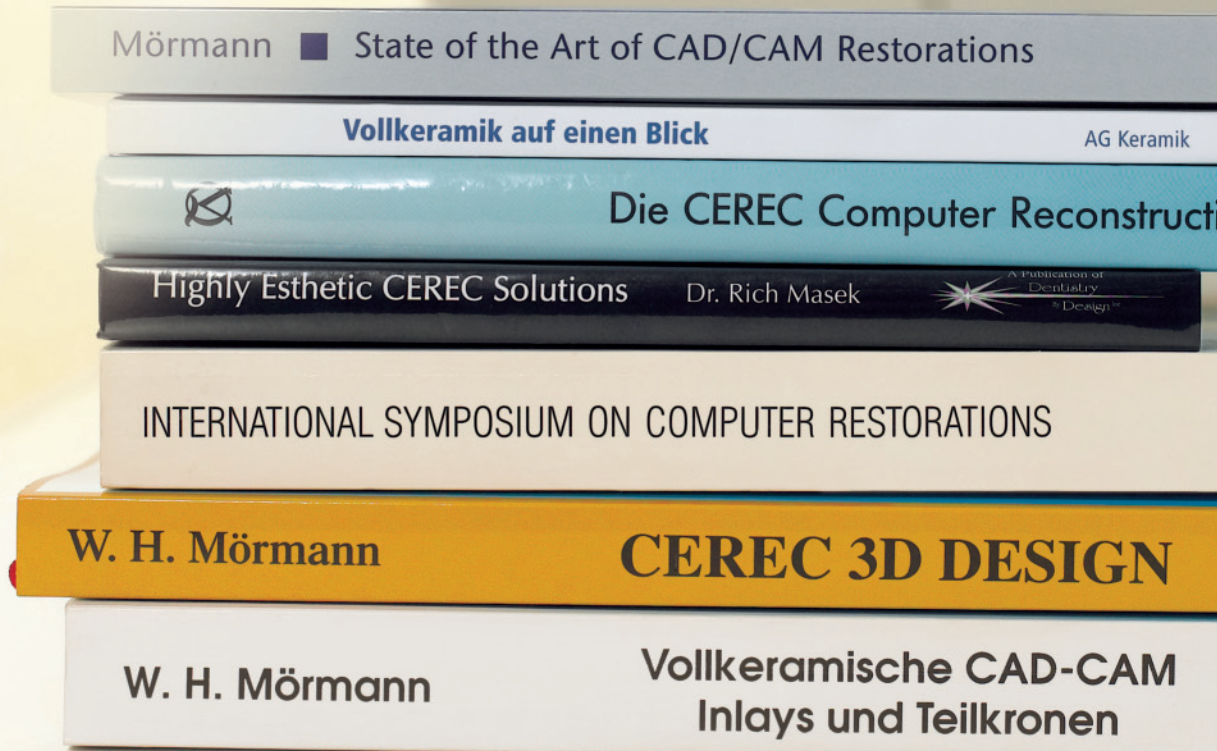 Mörmann ■ State of the Art of CAD/CAM Restorations
Vollkeramik auf einen Blick AG Keramik
Die CEREC Computer Reconstructi
Highly Esthetic CEREC Solutions Dr. Rich Masek
A Publication of
Dentistry
By Design
INTERNATIONAL SYMPOSIUM ON COMPUTER RESTORATIONS
W. H. Mörmann CEREC 3D DESIGN
W. H. Mörmann Vollkeramische CAD-CAM
Inlays und Teilkronen